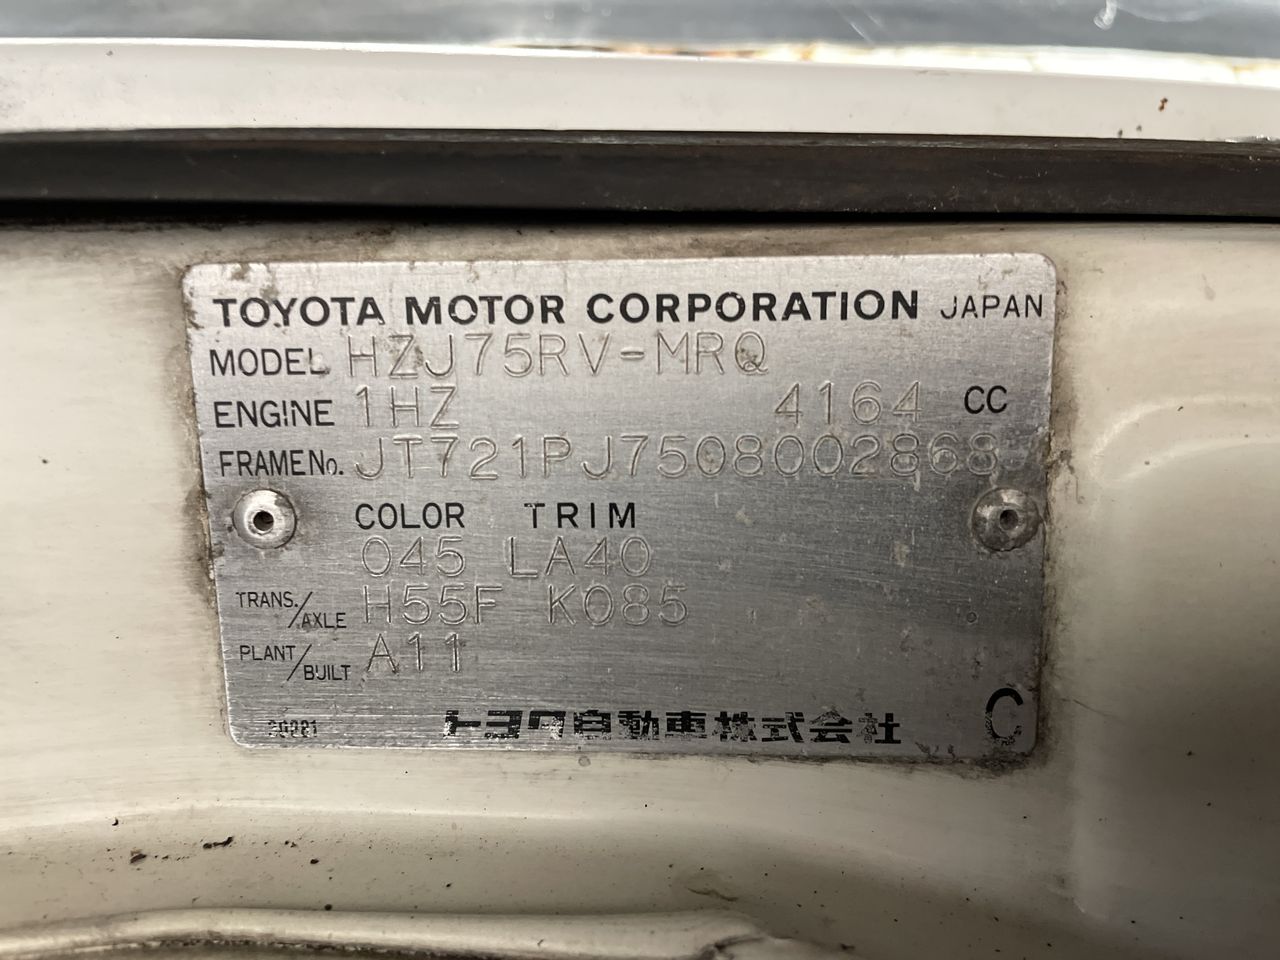 TOYOTA MOTOR CORPORATION JAPAN
MODEL HZJ75RV-MRQ
ENGINE 1HZ 4164 CC
FRAME No. JT721PJ7508002868
COLOR TRIM
045 LA40
TRANS./AXLE H55F K085
PLANT/BUILT A11
トヨタ自動車株式会社 C